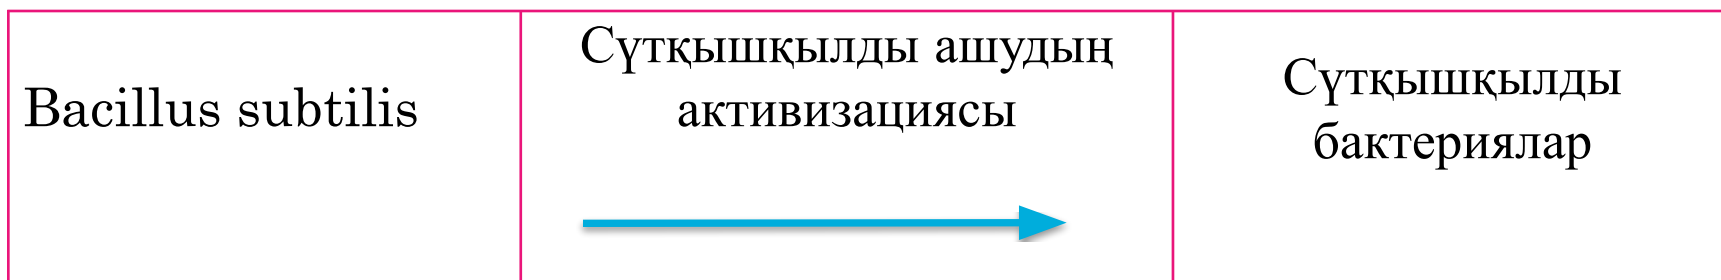 Bacillus subtilis
Сүтқышқылды ашудың
активизациясы
Сүтқышқылды
бактериялар